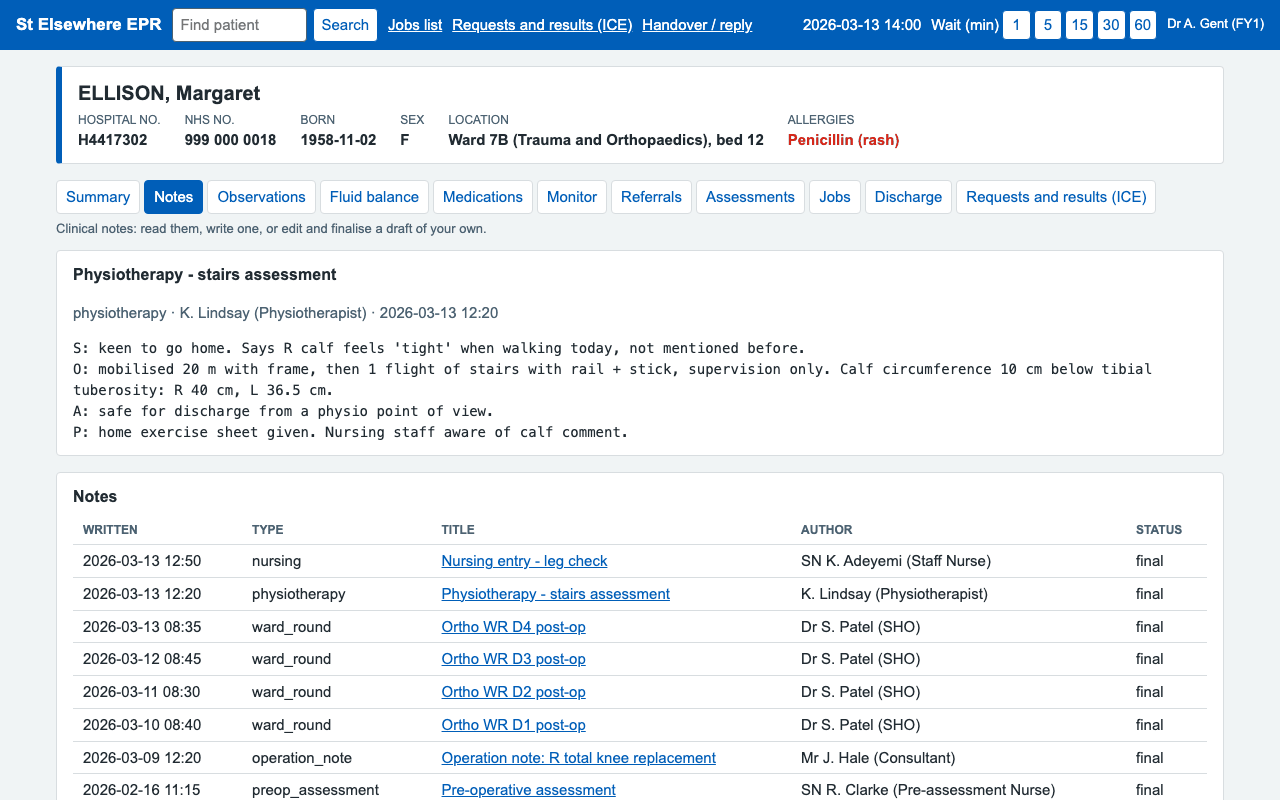 St Elsewhere EPR Find patient Search Jobs list Requests and results (ICE) Handover / reply 2026-03-13 14:00 Wait (min) 1 5 15 30 60 Dr A. Gent (FY1)
ELLISON, Margaret
HOSPITAL NO. NHS NO. BORN SEX LOCATION ALLERGIES
H4417302 999 000 0018 1958-11-02 F Ward 7B (Trauma and Orthopaedics), bed 12 Penicillin (rash)
Summary Notes Observations Fluid balance Medications Monitor Referrals Assessments Jobs Discharge Requests and results (ICE)
Clinical notes: read them, write one, or edit and finalise a draft of your own.
Physiotherapy - stairs assessment
physiotherapy · K. Lindsay (Physiotherapist) · 2026-03-13 12:20
S: keen to go home. Says R calf feels 'tight' when walking today, not mentioned before.
O: mobilised 20 m with frame, then 1 flight of stairs with rail + stick, supervision only. Calf circumference 10 cm below tibial
tuberosity: R 40 cm, L 36.5 cm.
A: safe for discharge from a physio point of view.
P: home exercise sheet given. Nursing staff aware of calf comment.
Notes
WRITTEN TYPE TITLE AUTHOR STATUS
2026-03-13 12:50 nursing Nursing entry - leg check SN K. Adeyemi (Staff Nurse) final
2026-03-13 12:20 physiotherapy Physiotherapy - stairs assessment K. Lindsay (Physiotherapist) final
2026-03-13 08:35 ward_round Ortho WR D4 post-op Dr S. Patel (SHO) final
2026-03-12 08:45 ward_round Ortho WR D3 post-op Dr S. Patel (SHO) final
2026-03-11 08:30 ward_round Ortho WR D2 post-op Dr S. Patel (SHO) final
2026-03-10 08:40 ward_round Ortho WR D1 post-op Dr S. Patel (SHO) final
2026-03-09 12:20 operation_note Operation note: R total knee replacement Mr J. Hale (Consultant) final
2026-02-16 11:15 preop_assessment Pre-operative assessment SN R. Clarke (Pre-assessment Nurse) final